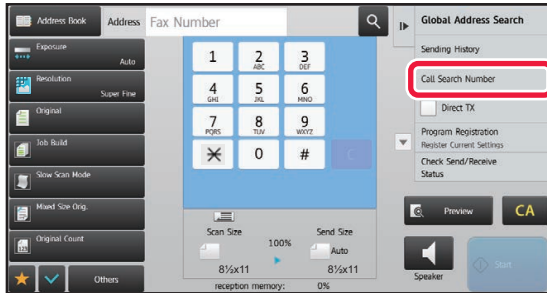 Address Book
Address
Fax Number
Global Address Search
Exposure
Auto
Sending History
Resolution
Super Fine
Call Search Number
Original
Direct TX
Job Build
Program Registration
Register Current Settings
Slow Scan Mode
Check Send/Receive
Status
Mixed Size Orig.
Original Count
Others
1
2
ABC
3
DEF
4
GHI
5
JKL
6
MNO
7
PQRS
8
TUV
9
WXYZ
0
#
C
Scan Size
100%
Send Size
Auto
8½x11
8½x11
reception memory: 0%
Preview
CA
Speaker
Start